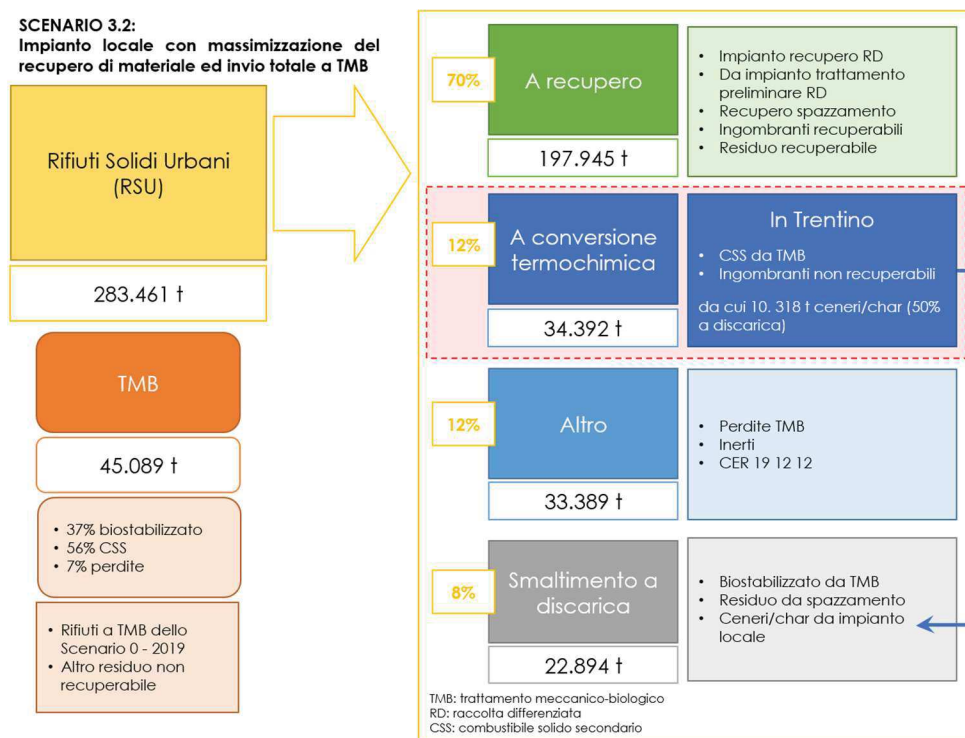 SCENARIO 3.2:
Impianto locale con massimizzazione del
recupero di materiale ed invio totale a TMB
Rifiuti Solidi Urbani
(RSU)
283.461 t
TMB
45.089 t
• 37% biostabilizzato
• 56% CSS
• 7% perdite
• Rifiuti a TMB dello
Scenario 0 - 2019
• Altro residuo non
recuperabile
70%
A recupero
197.945 t
• Impianto recupero RD
• Da impianto trattamento
preliminare RD
• Recupero spazzamento
• Ingombranti recuperabili
• Residuo recuperabile
12%
A conversione
termochimica
34.392 t
In Trentino
• CSS da TMB
• Ingombranti non recuperabili
da cui 10. 318 t ceneri/char (50%
a discarica)
12%
Altro
33.389 t
• Perdite TMB
• Inerti
• CER 19 12 12
8%
Smaltimento a
discarica
22.894 t
• Biostabilizzato da TMB
• Residuo da spazzamento
• Ceneri/char da impianto
locale
TMB: trattamento meccanico-biologico
RD: raccolta differenziata
CSS: combustibile solido secondario